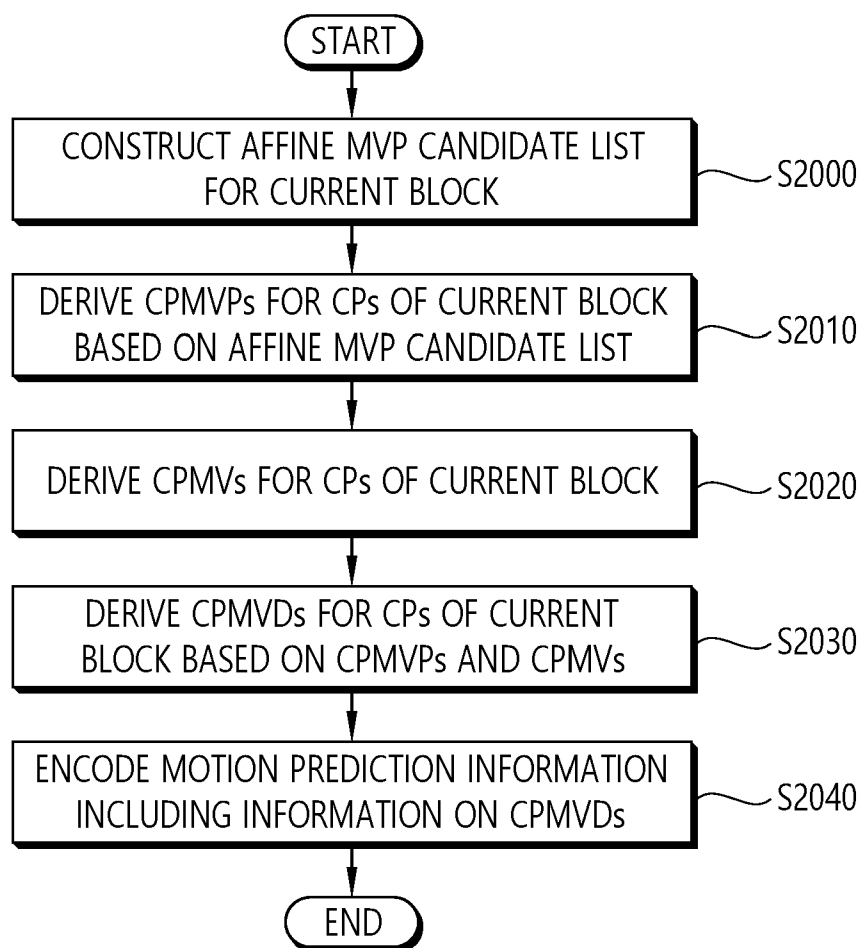 START
CONSTRUCT AFFINE MVP CANDIDATE LIST
FOR CURRENT BLOCK
S2000
DERIVE CPMVPs FOR CPs OF CURRENT BLOCK
BASED ON AFFINE MVP CANDIDATE LIST
S2010
DERIVE CPMVs FOR CPs OF CURRENT BLOCK
S2020
DERIVE CPMVDs FOR CPs OF CURRENT
BLOCK BASED ON CPMVPs AND CPMVs
S2030
ENCODE MOTION PREDICTION INFORMATION
INCLUDING INFORMATION ON CPMVDs
S2040
END